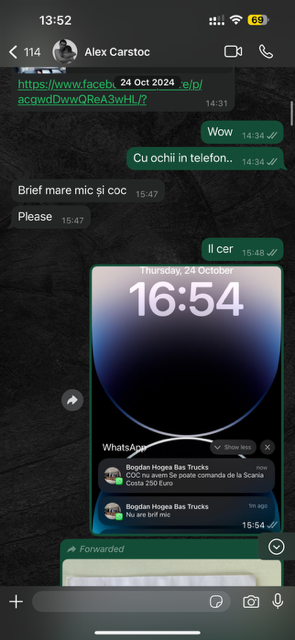 13:52
69
114
Alex Carstoc
24 Oct 2024
https://www.faceb
e/p/
acgwdDwwQReA3wHL/?
14:31
Wow
14:34
Cu ochii in telefon..
14:34
Brief mare mic și coc
15:47
Please
15:47
Il cer
15:48
Thursday, 24 October
16:54
WhatsApp
Show less
Bogdan Hogea Bas Trucks
now
COC nu avem Se poate comanda de la Scania
Costa 250 Euro
Bogdan Hogea Bas Trucks
1m ago
Nu are brif mic
15:54
Forwarded